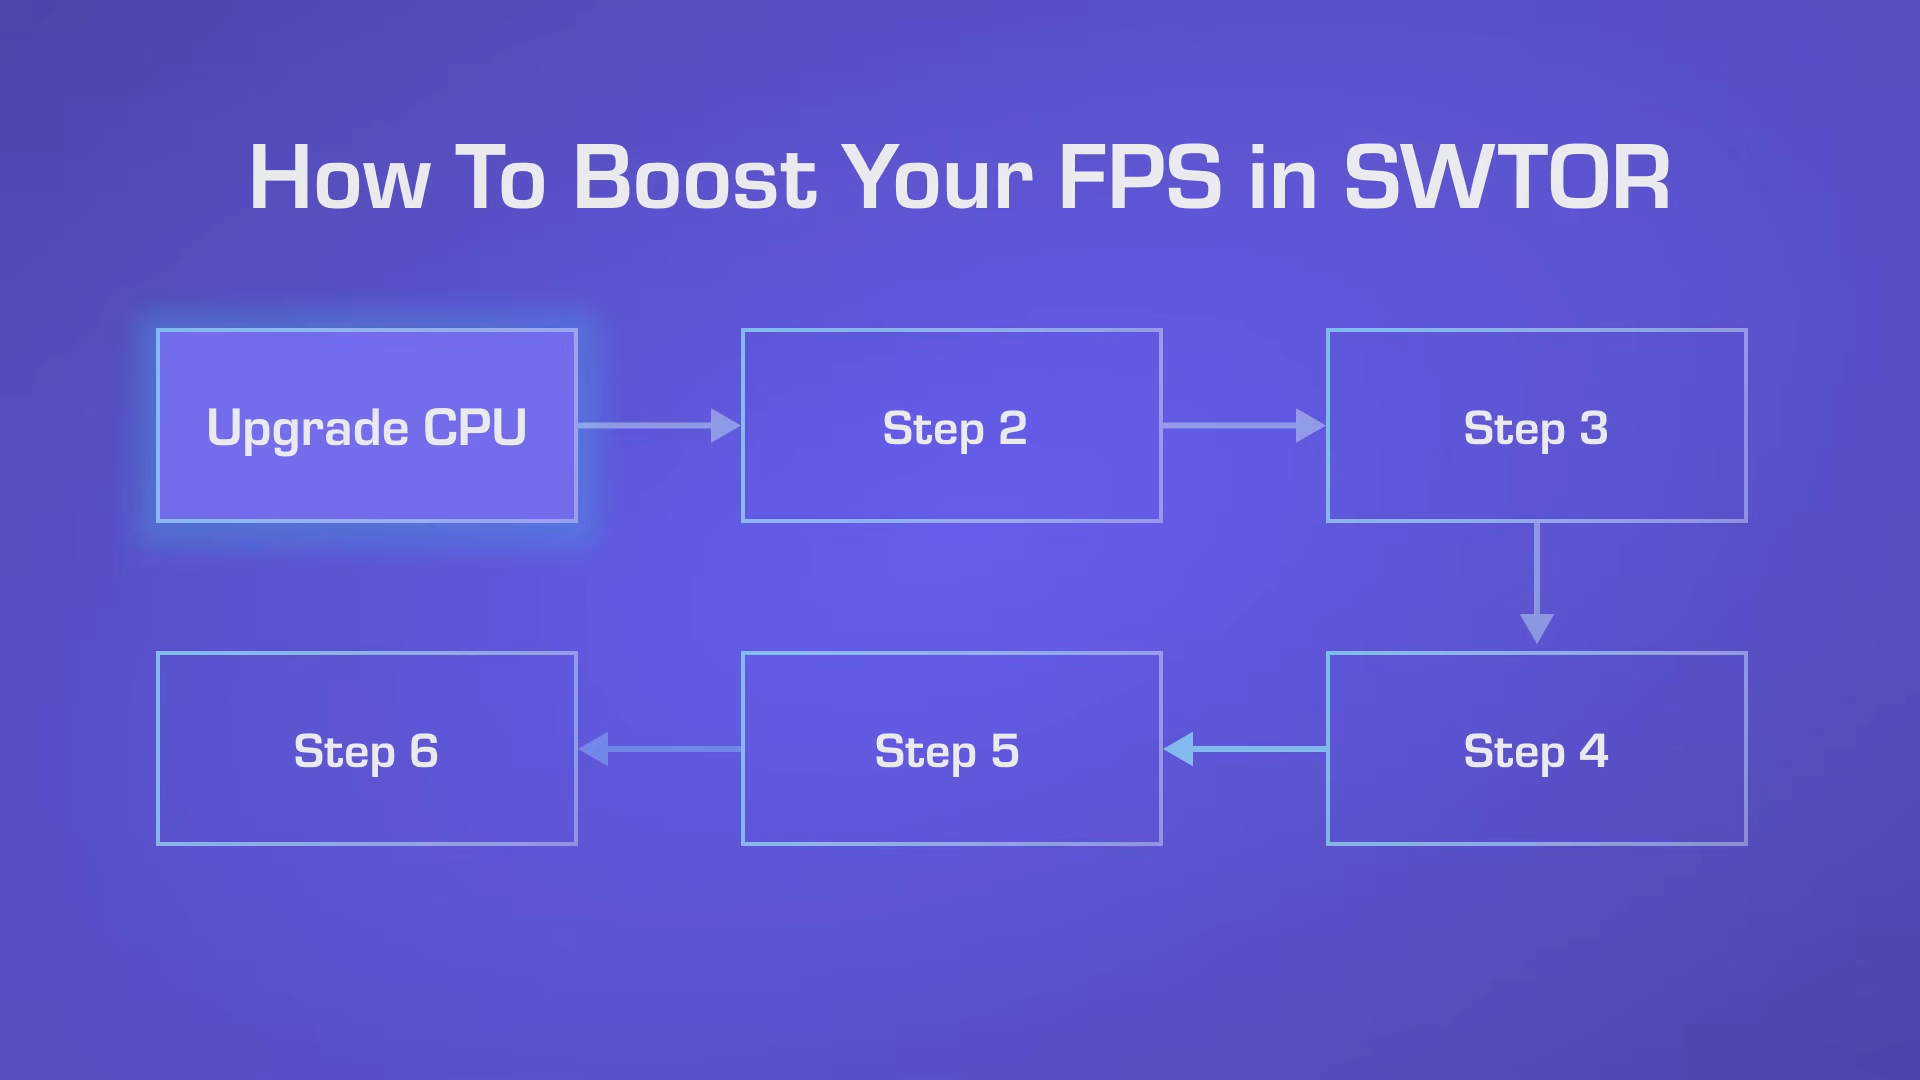 How To Boost Your FPS in SWTOR
Upgrade CPU
Step 2
Step 3
Step 4
Step 5
Step 6